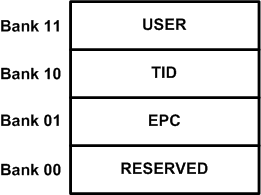 Bank 11 USER
Bank 10 TID
Bank 01 EPC
Bank 00 RESERVED